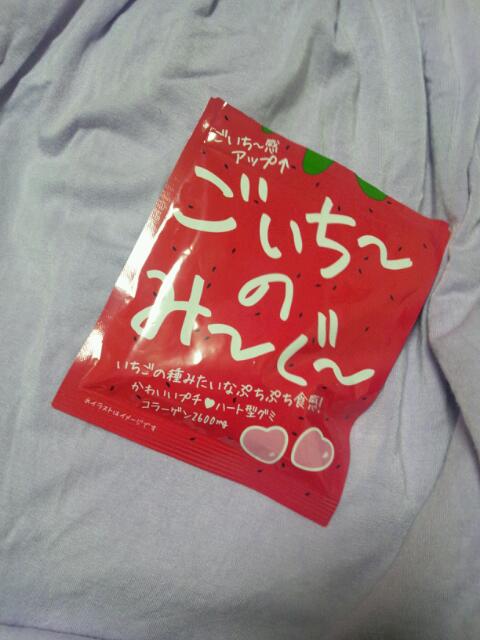 ごいち〜感
アップ↑
ごいち〜
の
み〜ぐ〜
いちごの種みたいなぷちぷち食感!
かわいいプチ♥ハート型グミ
コラーゲン2600mg
※イラストはイメージです